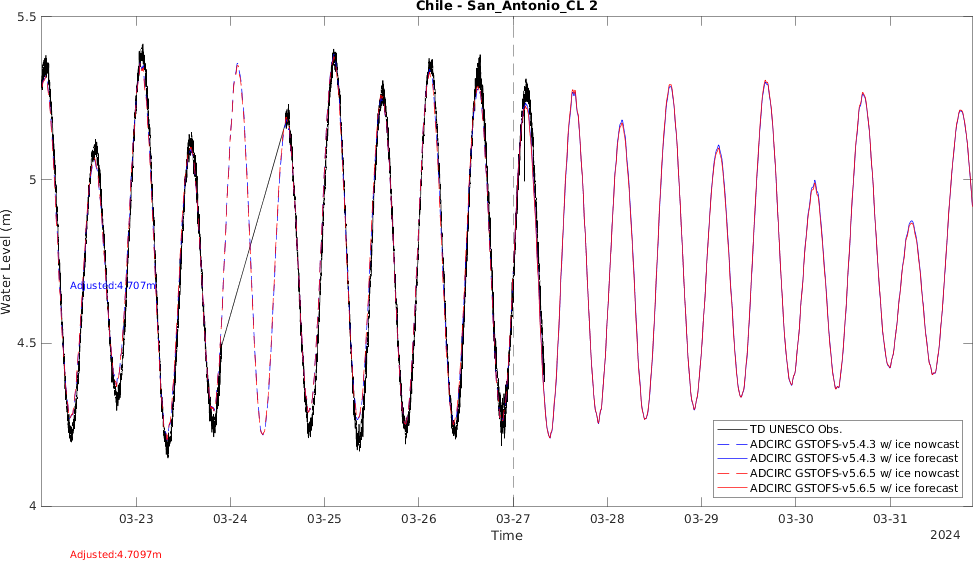 Chile - San_Antonio_CL 2
5.5
5
4.5
4
Water Level (m)
Adjusted:4.707m
TD UNESCO Obs.
ADCIRC GSTOFS-v5.4.3 w/ ice nowcast
ADCIRC GSTOFS-v5.4.3 w/ ice forecast
ADCIRC GSTOFS-v5.6.5 w/ ice nowcast
ADCIRC GSTOFS-v5.6.5 w/ ice forecast
03-23 03-24 03-25 03-26 03-27 03-28 03-29 03-30 03-31
Time
2024
Adjusted:4.7097m